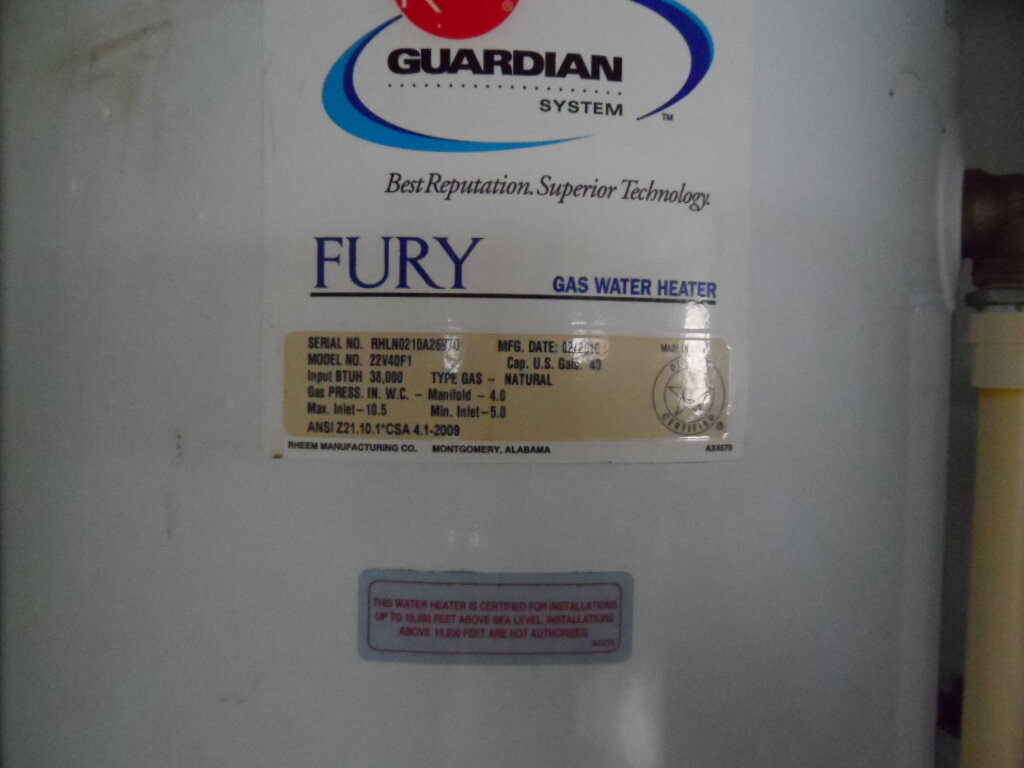 R ®
GUARDIAN
SYSTEM ™
Best Reputation. Superior Technology.
FURY
GAS WATER HEATER
SERIAL NO. MFG. DATE: 02/2010
MODEL NO. 22V40F1 Cap. U.S. Gals. 40
Input BTUH 38,000 TYPE GAS – NATURAL
Gas PRESS. IN. W.C. – Manifold – 4.0
Max. Inlet–10.5 Min. Inlet–5.0
ANSI Z21.10.1*CSA 4.1-2009
DESIGN
CERTIFIED ®
RHEEM MANUFACTURING CO. MONTGOMERY, ALABAMA
THIS WATER HEATER IS CERTIFIED FOR INSTALLATIONS
UP TO 10,200 FEET ABOVE SEA LEVEL. INSTALLATIONS
ABOVE 10,200 FEET ARE NOT AUTHORIZED.